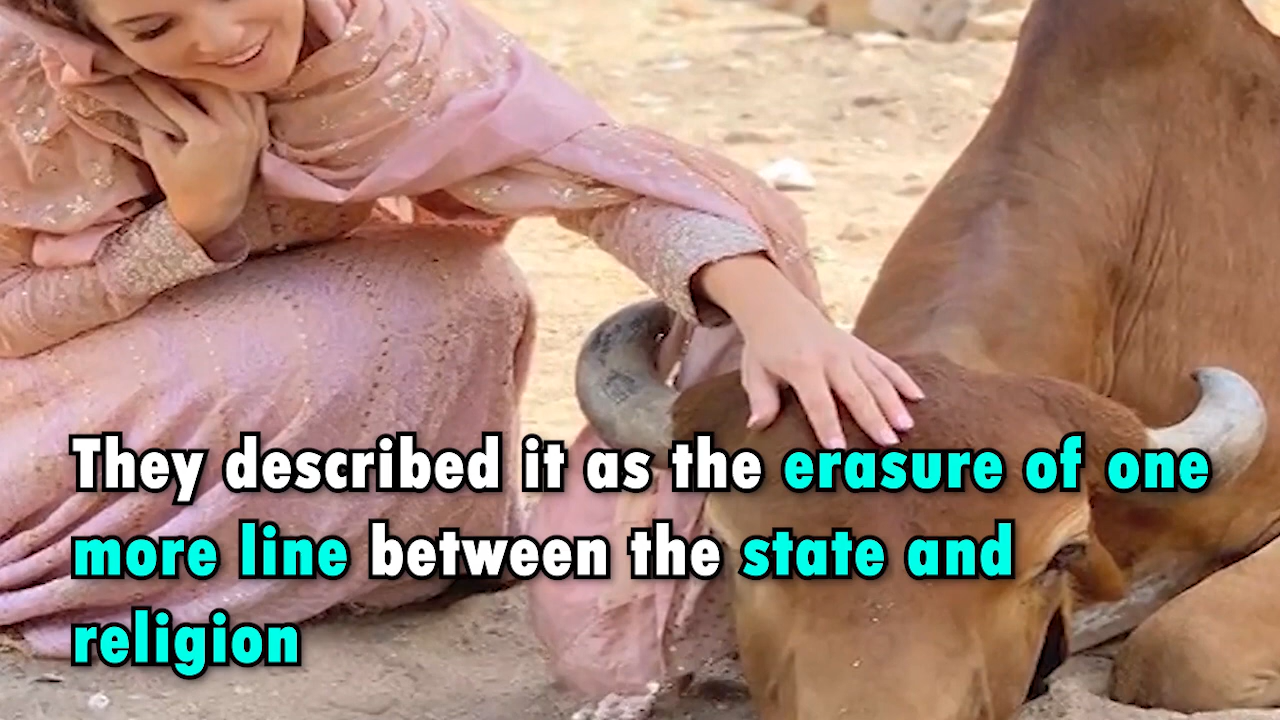 They described it as the erasure of one
more line between the state and
religion